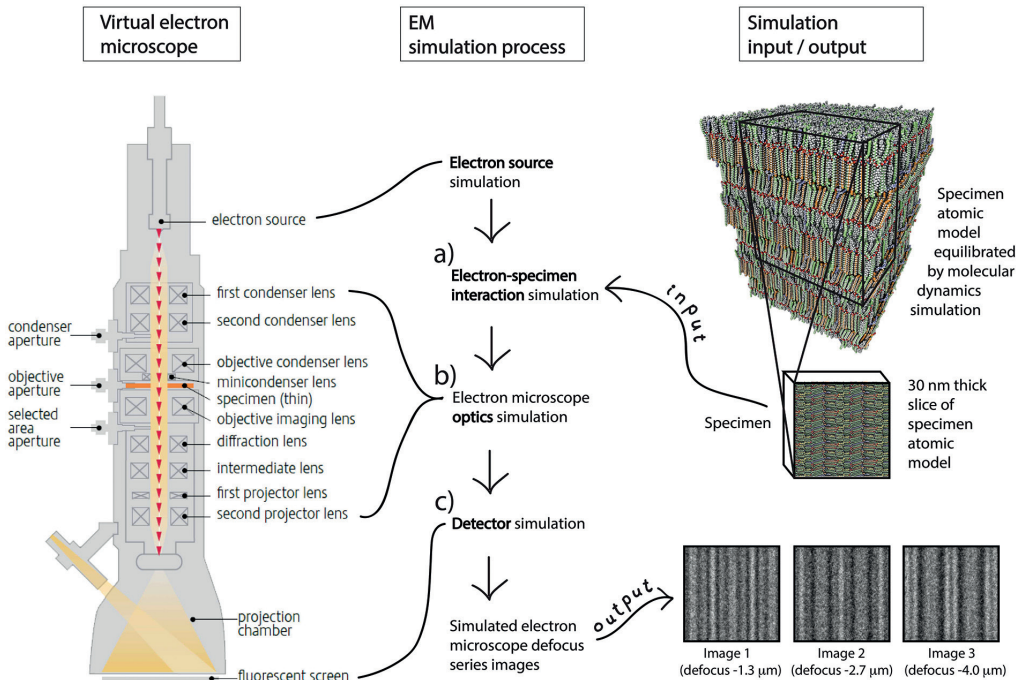 Virtual electron
microscope
EM
simulation process
Simulation
input / output
electron source
first condenser lens
second condenser lens
condenser
aperture
objective condenser lens
minicondenser lens
objective
aperture
specimen (thin)
objective imaging lens
selected
area
aperture
diffraction lens
intermediate lens
first projector lens
second projector lens
projection
chamber
fluorescent screen
Electron source
simulation
a)
Electron-specimen
interaction simulation
b)
Electron microscope
optics simulation
c)
Detector simulation
Simulated electron
microscope defocus
series images
input
output
Specimen
atomic
model
equilibrated
by molecular
dynamics
simulation
Specimen
30 nm thick
slice of
specimen
atomic
model
Image 1
(defocus -1.3 μm)
Image 2
(defocus -2.7 μm)
Image 3
(defocus -4.0 μm)